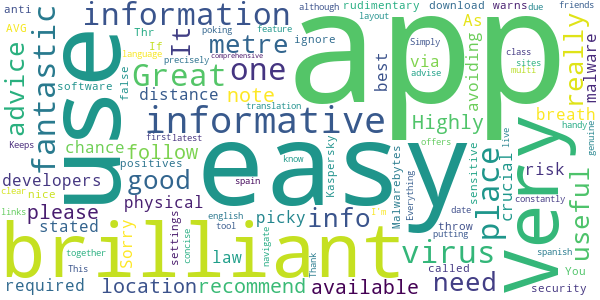 anti
information
metre
It
As
although
rudimentary
download
warns
due
friends
AVG
Thr
If
language
poking
feature
ignore
layout
Simply
advise
precisely
comprehensive
sites
multi
class
really
malware
Great
one
via
best
app
use
fantastic
advice
software
false
distance
note
translation
informative
Highly
avoiding
breath
genuine
handy
Keeps
first
latest
chance
follow
positives
easy
Kaspersky
Malwarebytes
know
offers
sensitive
place
crucial
live
very
risk
useful
constantly
developers
good
spain
clear
nice
links
please
physical
english
tool
picky
info
Everything
date
putting
throw
I'm
You
spanish
stated
Sorry
settings
concise
law
navigate
brilliant
virus
called
together
This
Thank
required
location
recommend
available
need
security